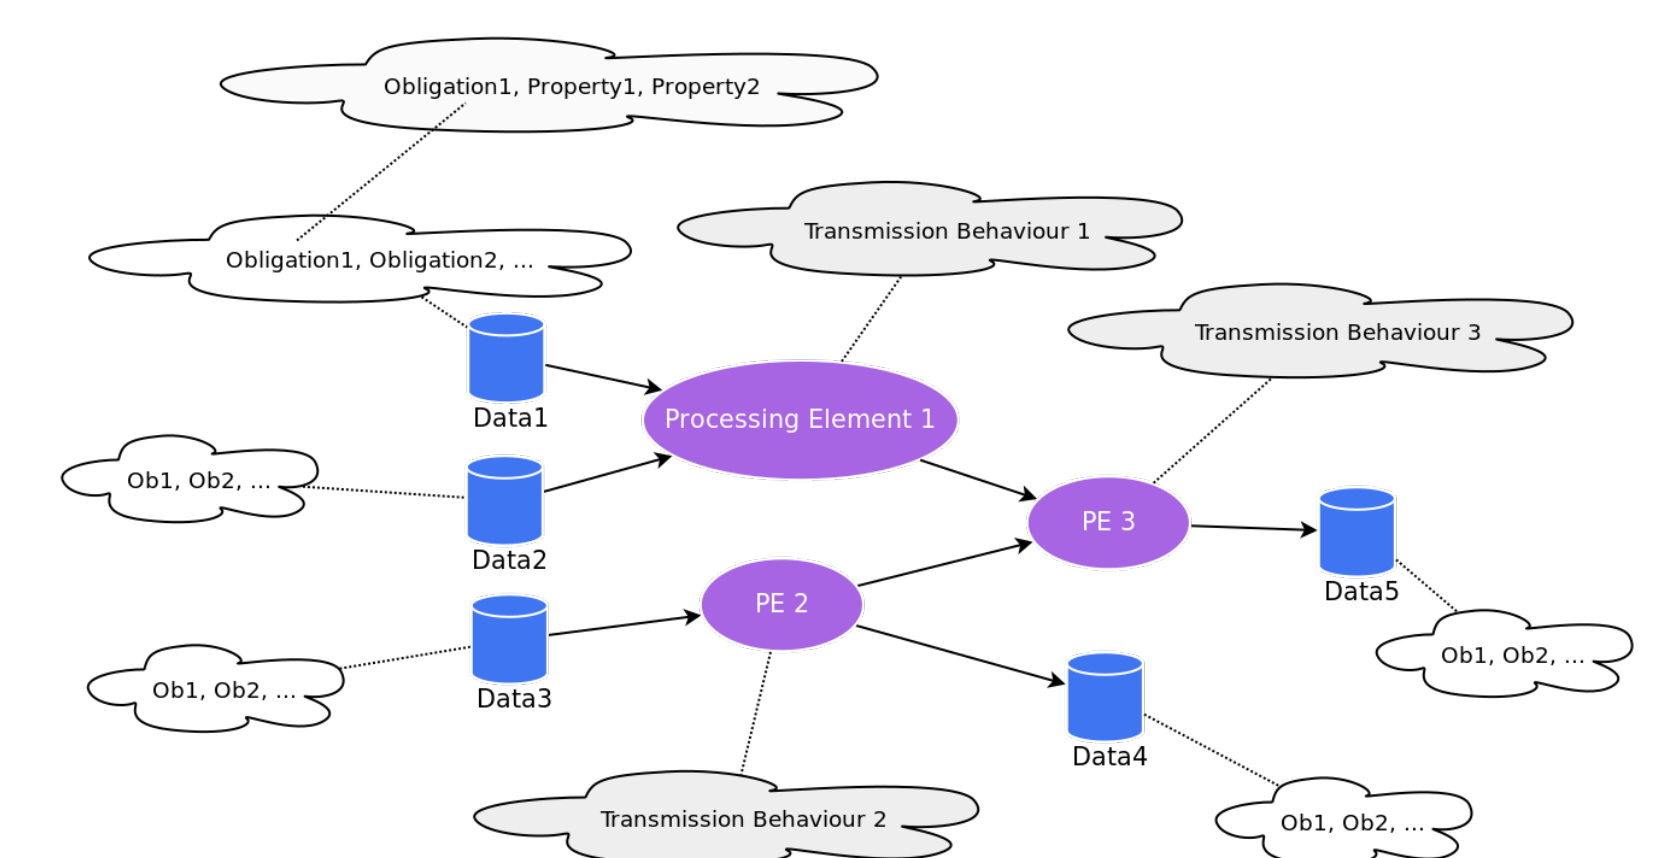 Obligation1, Property1, Property2
Transmission Behaviour 1
Obligation1, Obligation2, ...
Transmission Behaviour 3
Data1
Processing Element 1
Ob1, Ob2, ...
Data2
PE 3
Data5
PE 2
Ob1, Ob2, ...
Data3
Ob1, Ob2, ...
Data4
Transmission Behaviour 2
Ob1, Ob2, ...